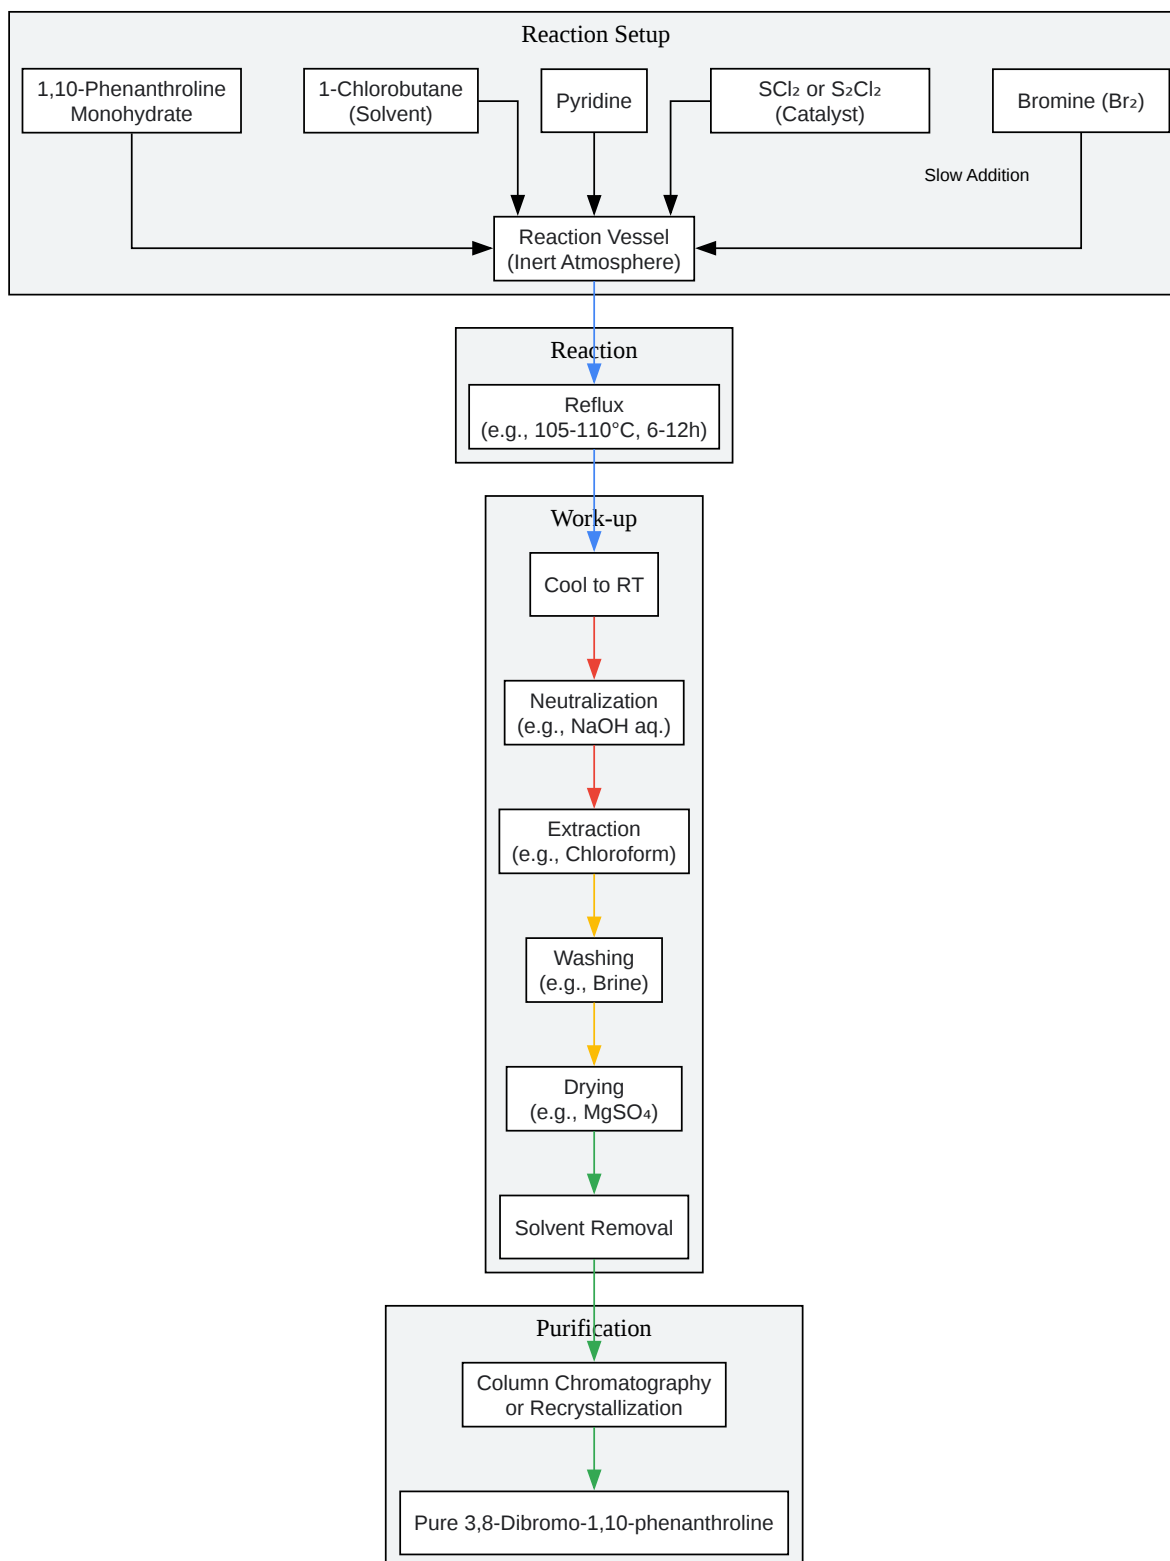 Reaction Setup
1,10-Phenanthroline
Monohydrate
1-Chlorobutane
(Solvent)
Pyridine
SCl₂ or S₂Cl₂
(Catalyst)
Bromine (Br₂)
Slow Addition
Reaction Vessel
(Inert Atmosphere)
Reaction
Reflux
(e.g., 105-110°C, 6-12h)
Work-up
Cool to RT
Neutralization
(e.g., NaOH aq.)
Extraction
(e.g., Chloroform)
Washing
(e.g., Brine)
Drying
(e.g., MgSO₄)
Solvent Removal
Purification
Column Chromatography
or Recrystallization
Pure 3,8-Dibromo-1,10-phenanthroline